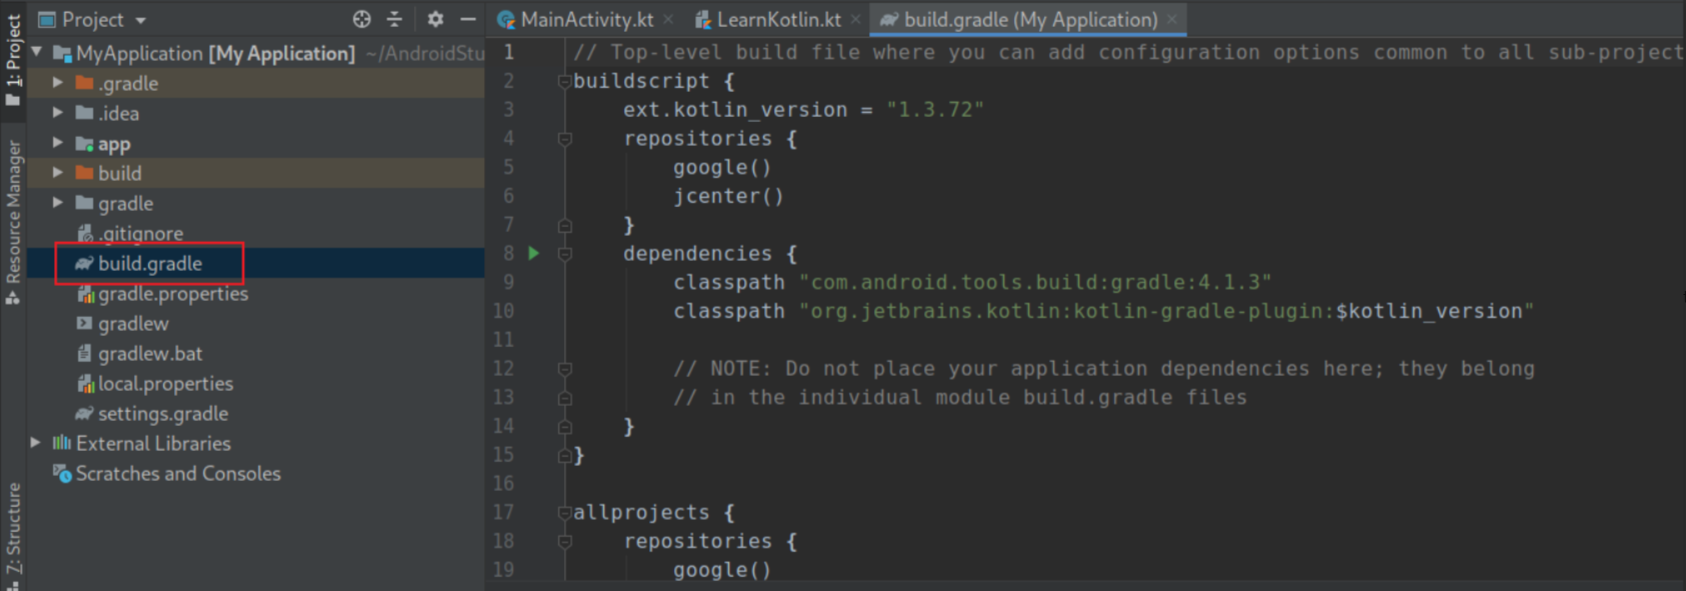 1: Project
Resource Manager
Z: Structure
Project
MyApplication [My Application] ~/AndroidStu
.gradle
.idea
app
build
gradle
.gitignore
build.gradle
gradle.properties
gradlew
gradlew.bat
local.properties
settings.gradle
External Libraries
Scratches and Consoles
MainActivity.kt
LearnKotlin.kt
build.gradle (My Application)
1 // Top-level build file where you can add configuration options common to all sub-project
2 buildscript {
3 ext.kotlin_version = "1.3.72"
4 repositories {
5 google()
6 jcenter()
7 }
8 dependencies {
9 classpath "com.android.tools.build:gradle:4.1.3"
10 classpath "org.jetbrains.kotlin:kotlin-gradle-plugin:$kotlin_version"
11
12 // NOTE: Do not place your application dependencies here; they belong
13 // in the individual module build.gradle files
14 }
15 }
16
17 allprojects {
18 repositories {
19 google()